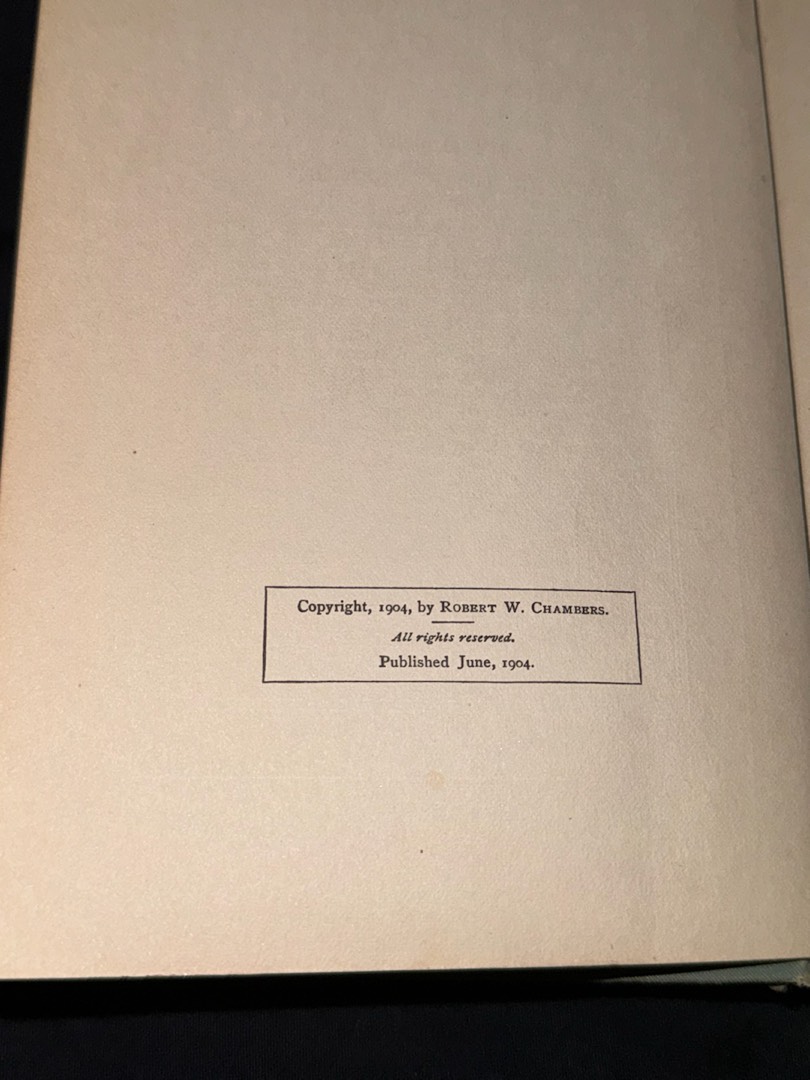 Copyright, 1904, by ROBERT W. CHAMBERS.
All rights reserved.
Published June, 1904.